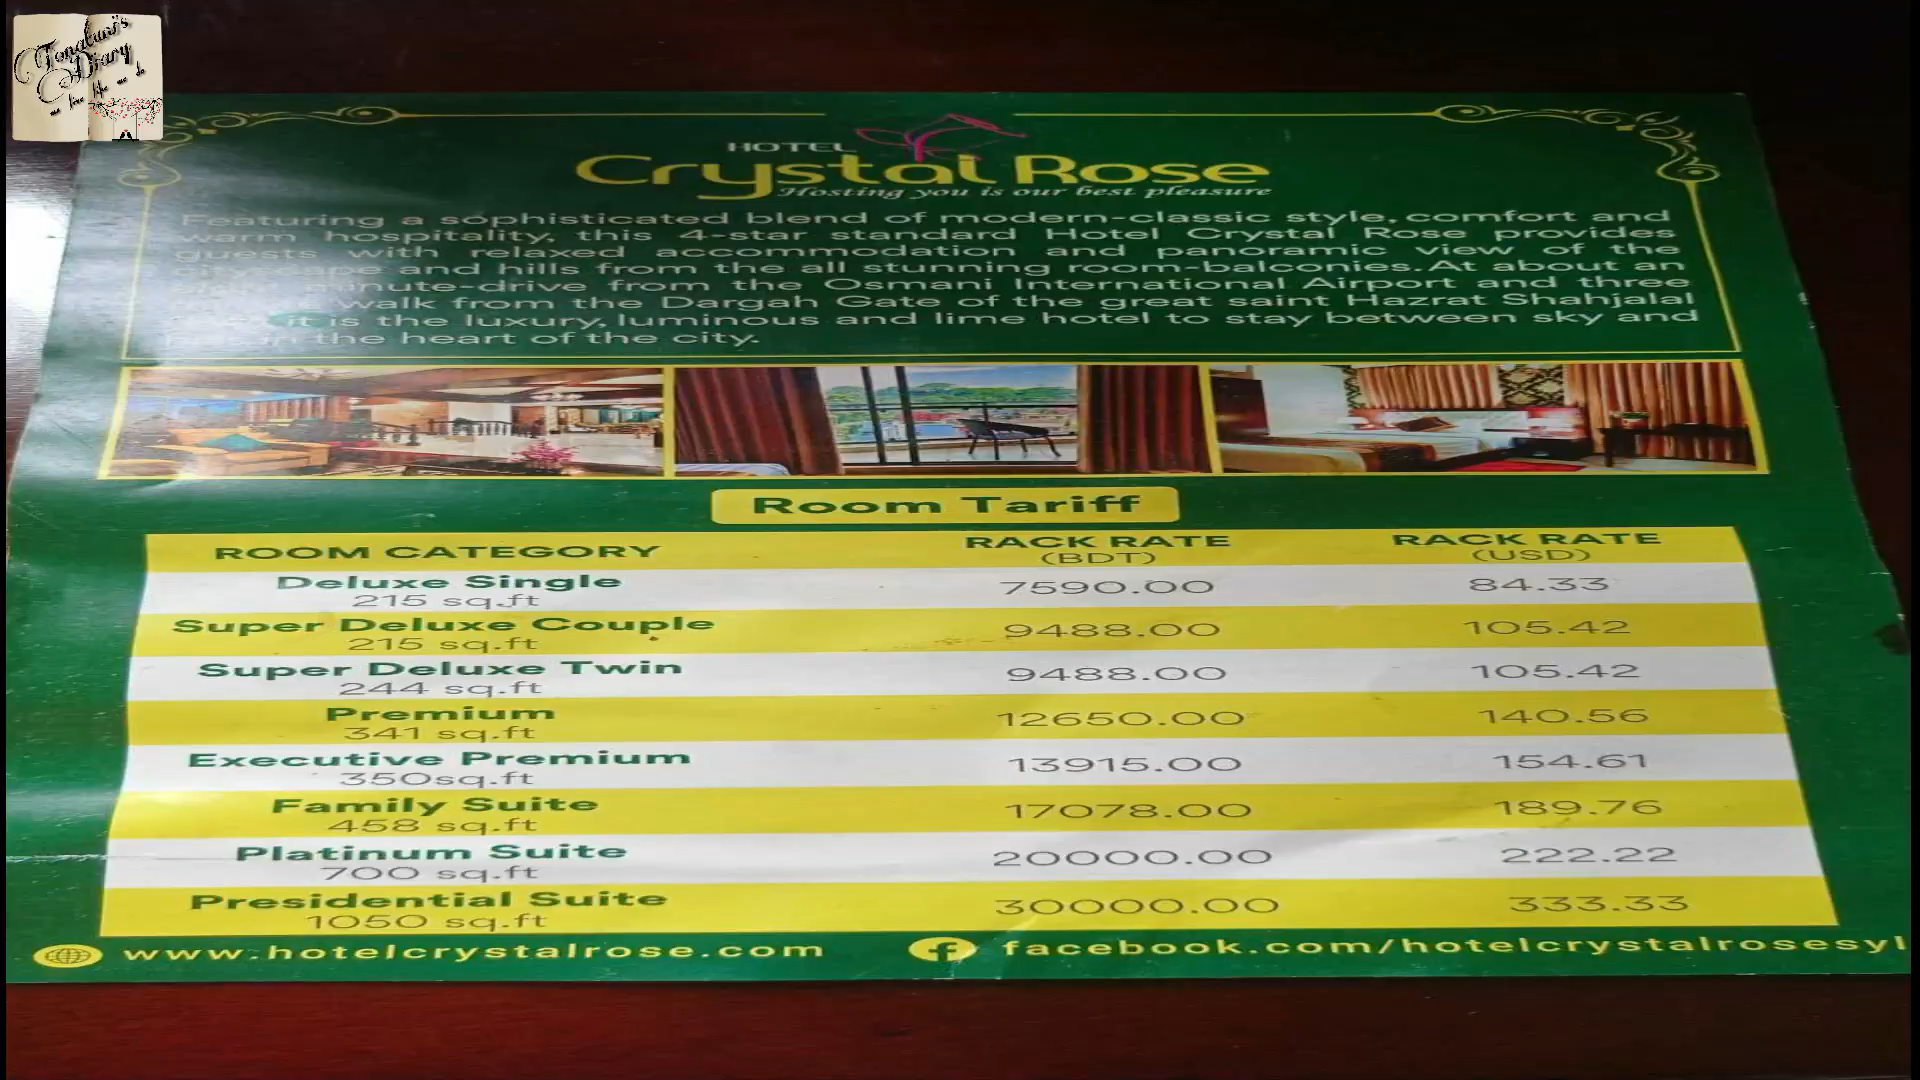 Tonatuni's
Diary
we live life we do
HOTEL
Crystal Rose
Hosting you is our best pleasure
Featuring a sophisticated blend of modern-classic style, comfort and
warm hospitality, this 4-star standard Hotel Crystal Rose provides
guests with relaxed accommodation and panoramic view of the
cityscape and hills from the all stunning room-balconies. At about an
minute-drive from the Osmani International Airport and three
walk from the Dargah Gate of the great saint Hazrat Shahjalal
it is the luxury, luminous and lime hotel to stay between sky and
in the heart of the city.
Room Tariff
ROOM CATEGORY RACK RATE (BDT) RACK RATE (USD)
Deluxe Single 7590.00 84.33
215 sq.ft
Super Deluxe Couple 9488.00 105.42
215 sq.ft
Super Deluxe Twin 9488.00 105.42
244 sq.ft
Premium 12650.00 140.56
341 sq.ft
Executive Premium 13915.00 154.61
350sq.ft
Family Suite 17078.00 189.76
458 sq.ft
Platinum Suite 20000.00 222.22
700 sq.ft
Presidential Suite 30000.00 333.33
1050 sq.ft
www.hotelcrystalrose.com facebook.com/hotelcrystalrosesyl